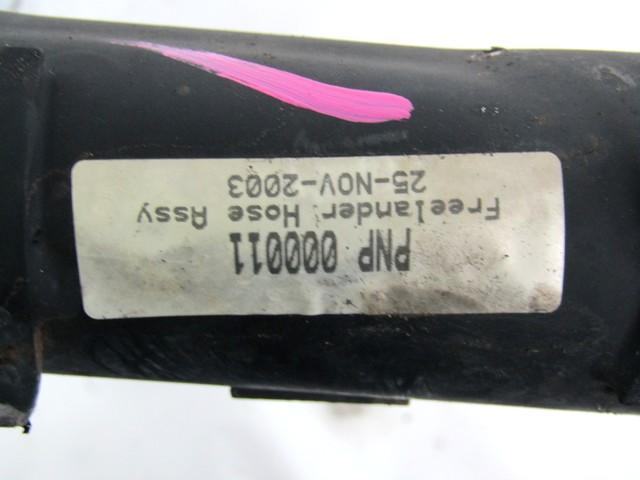 PNP 000011
Freelander Hose Assy
25-NOV-2003